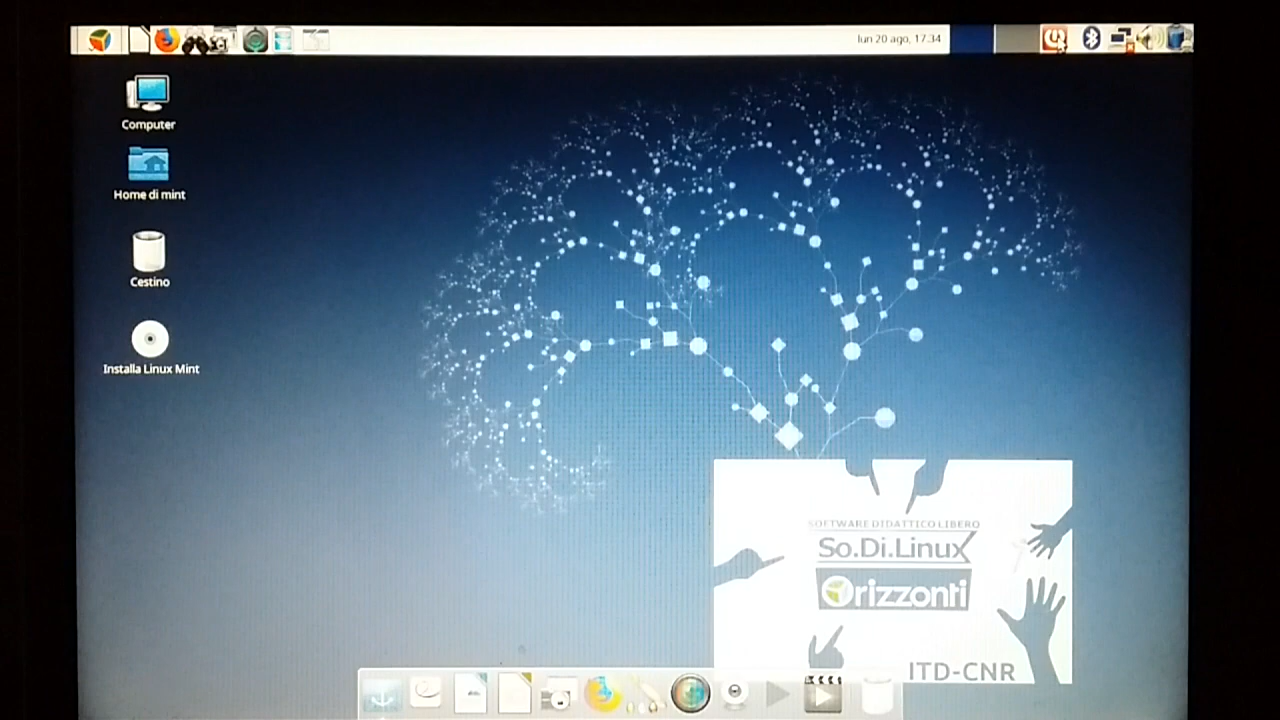 lun 20 ago, 17.34
Computer
Home di mint
Cestino
Installa Linux Mint
SOFTWARE DIDATTICO LIBERO
So.Di.Linux
Orizzonti
ITD-CNR